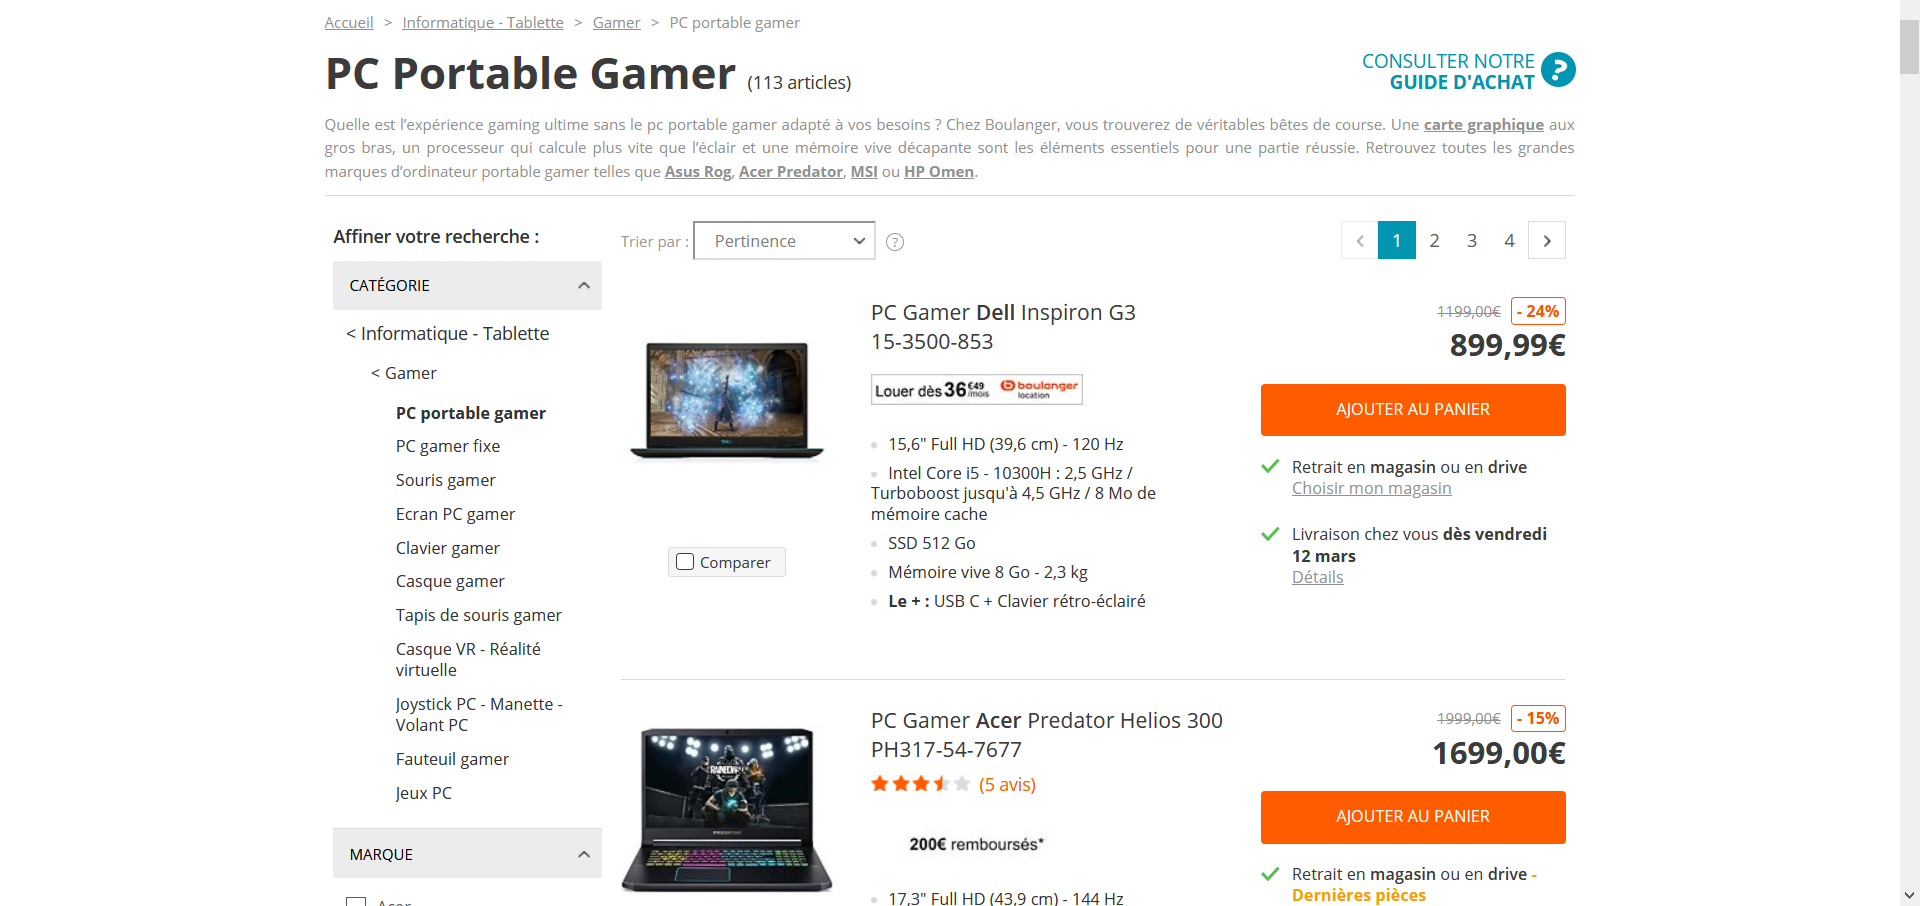 Accueil > Informatique - Tablette > Gamer > PC portable gamer
PC Portable Gamer (113 articles)
CONSULTER NOTRE
GUIDE D'ACHAT ?
Quelle est l’expérience gaming ultime sans le pc portable gamer adapté à vos besoins ? Chez Boulanger, vous trouverez de véritables bêtes de course. Une carte graphique aux
gros bras, un processeur qui calcule plus vite que l’éclair et une mémoire vive décapante sont les éléments essentiels pour une partie réussie. Retrouvez toutes les grandes
marques d’ordinateur portable gamer telles que Asus Rog, Acer Predator, MSI ou HP Omen.
Affiner votre recherche :
CATÉGORIE
< Informatique - Tablette
< Gamer
PC portable gamer
PC gamer fixe
Souris gamer
Ecran PC gamer
Clavier gamer
Casque gamer
Tapis de souris gamer
Casque VR - Réalité
virtuelle
Joystick PC - Manette -
Volant PC
Fauteuil gamer
Jeux PC
MARQUE
Acer
Trier par : Pertinence ?
< 1 2 3 4 >
PC Gamer Dell Inspiron G3
15-3500-853
Louer dès 36 €49 /mois boulanger location
15,6" Full HD (39,6 cm) - 120 Hz
Intel Core i5 - 10300H : 2,5 GHz /
Turboboost jusqu'à 4,5 GHz / 8 Mo de
mémoire cache
SSD 512 Go
Mémoire vive 8 Go - 2,3 kg
Le + : USB C + Clavier rétro-éclairé
Comparer
1199,00€ - 24%
899,99€
AJOUTER AU PANIER
Retrait en magasin ou en drive
Choisir mon magasin
Livraison chez vous dès vendredi
12 mars
Détails
PC Gamer Acer Predator Helios 300
PH317-54-7677
(5 avis)
200€ remboursés*
17,3" Full HD (43,9 cm) - 144 Hz
1999,00€ - 15%
1699,00€
AJOUTER AU PANIER
Retrait en magasin ou en drive -
Dernières pièces